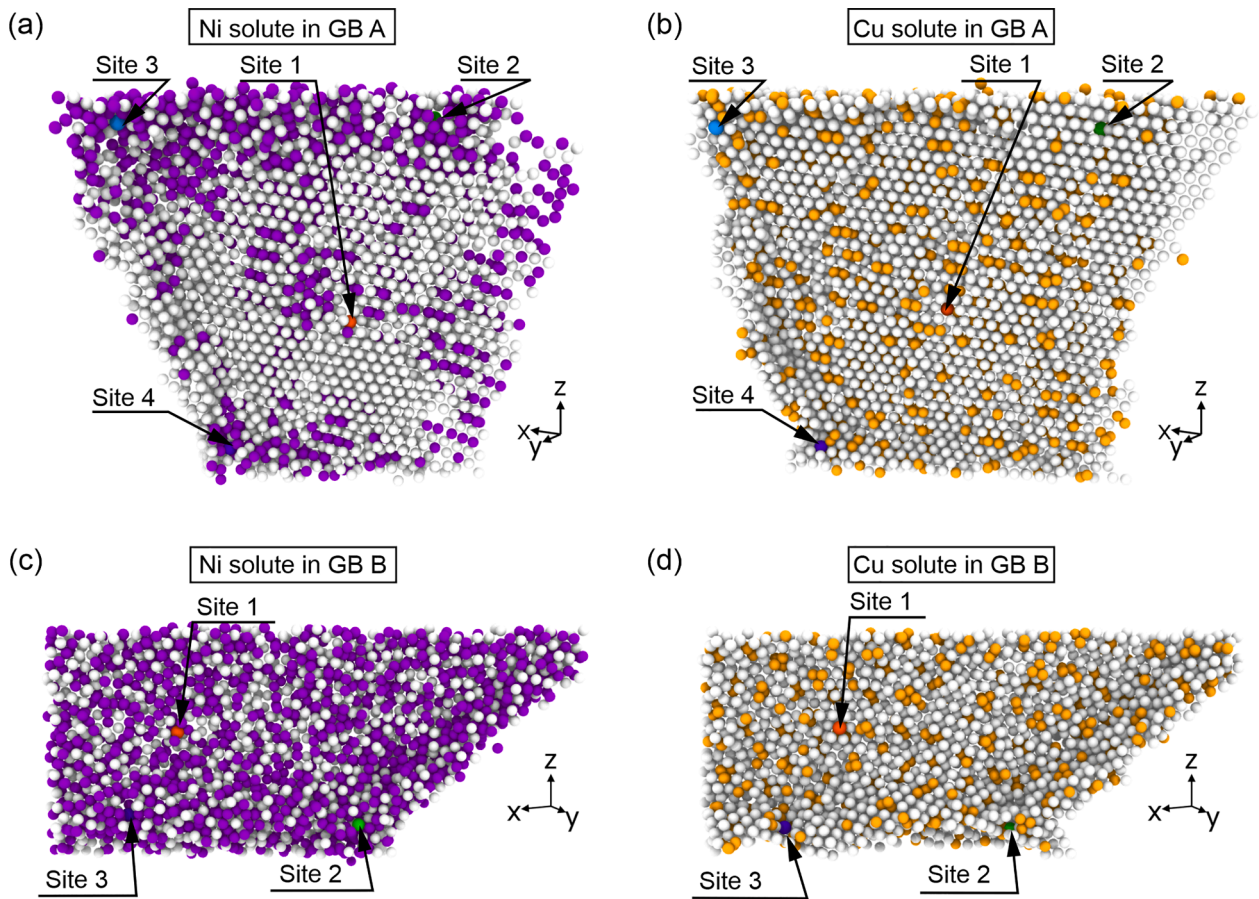 (a)
Ni solute in GB A
Site 3
Site 1
Site 2
Site 4
z
x
y
(b)
Cu solute in GB A
Site 3
Site 1
Site 2
Site 4
z
x
y
(c)
Ni solute in GB B
Site 1
z
x
y
Site 3
Site 2
(d)
Cu solute in GB B
Site 1
z
x
y
Site 3
Site 2